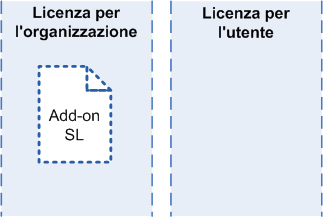 Licenza per
l'organizzazione
Licenza per
l'utente
Add-on
SL